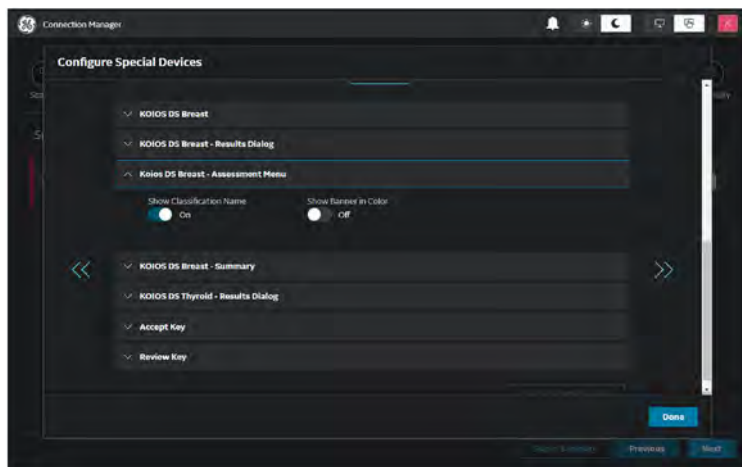 Connection Manager
Configure Special Devices
KOIOS DS Breast
KOIOS DS Breast - Results Dialog
Koios DS Breast - Assessment Menu
Show Classification Name
Show Banner in Color
On
Off
KOIOS DS Breast - Summary
KOIOS DS Thyroid - Results Dialog
Accept Key
Review Key
Done
Previous
Next